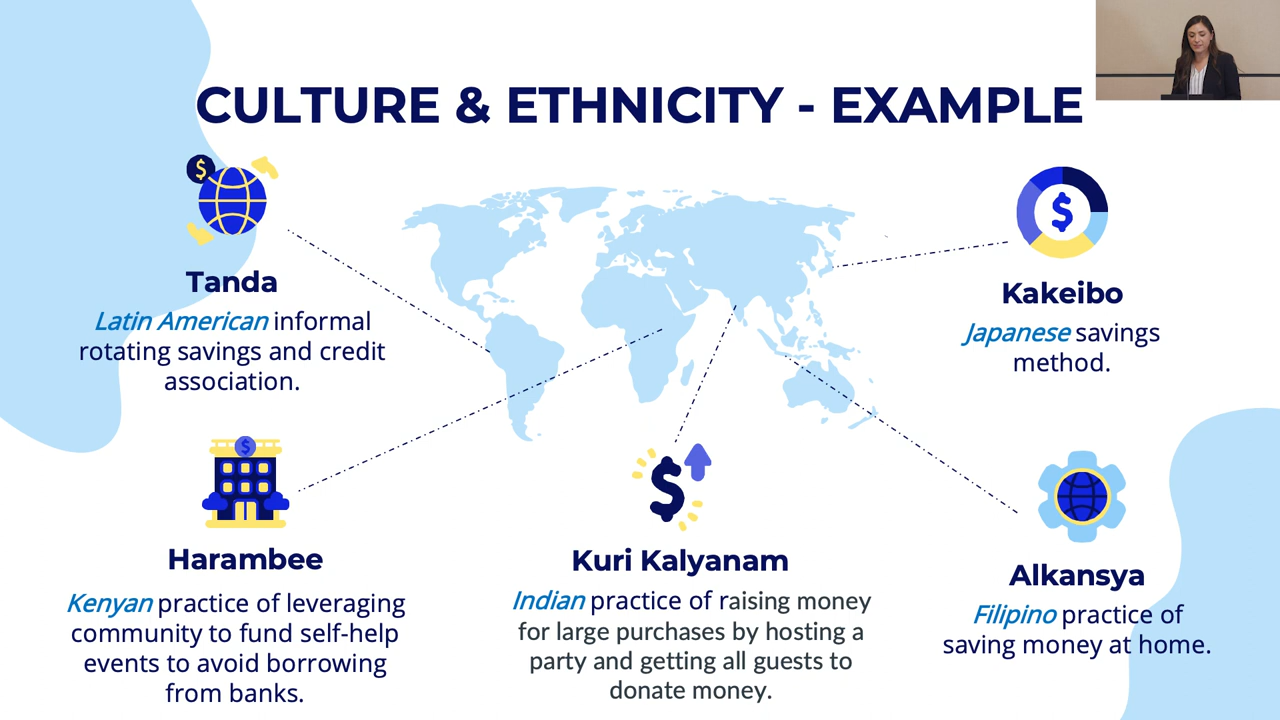 CULTURE & ETHNICITY - EXAMPLE
Tanda
Latin American informal
rotating savings and credit
association.
Kakeibo
Japanese savings
method.
Harambee
Kenyan practice of leveraging
community to fund self-help
events to avoid borrowing
from banks.
Kuri Kalyanam
Indian practice of raising money
for large purchases by hosting a
party and getting all guests to
donate money.
Alkansya
Filipino practice of
saving money at home.
$
$
$
$